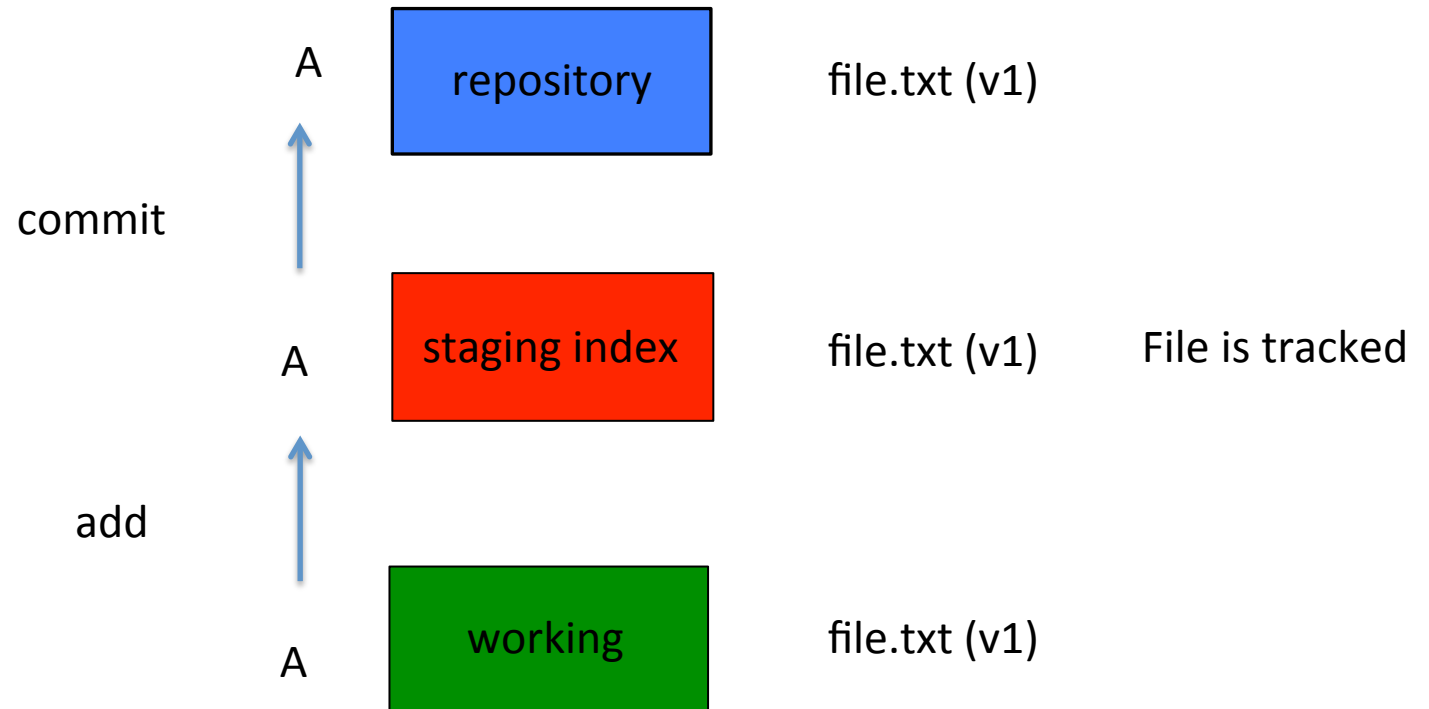 A
repository
file.txt (v1)
commit
A
staging index
file.txt (v1)
File is tracked
add
A
working
file.txt (v1)